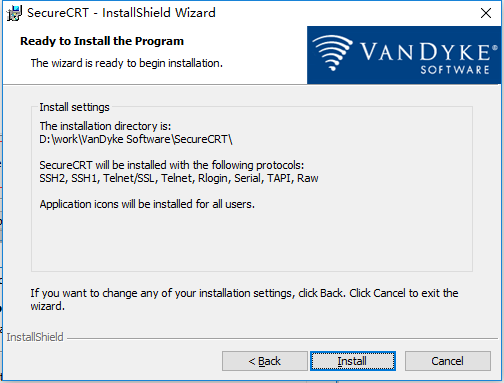 SecureCRT - InstallShield Wizard
Ready to Install the Program
The wizard is ready to begin installation.
VANDYKE®
SOFTWARE
Install settings
The installation directory is:
D:\work\VanDyke Software\SecureCRT\
SecureCRT will be installed with the following protocols:
SSH2, SSH1, Telnet/SSL, Telnet, Rlogin, Serial, TAPI, Raw
Application icons will be installed for all users.
If you want to change any of your installation settings, click Back. Click Cancel to exit the
wizard.
InstallShield
< Back
Install
Cancel